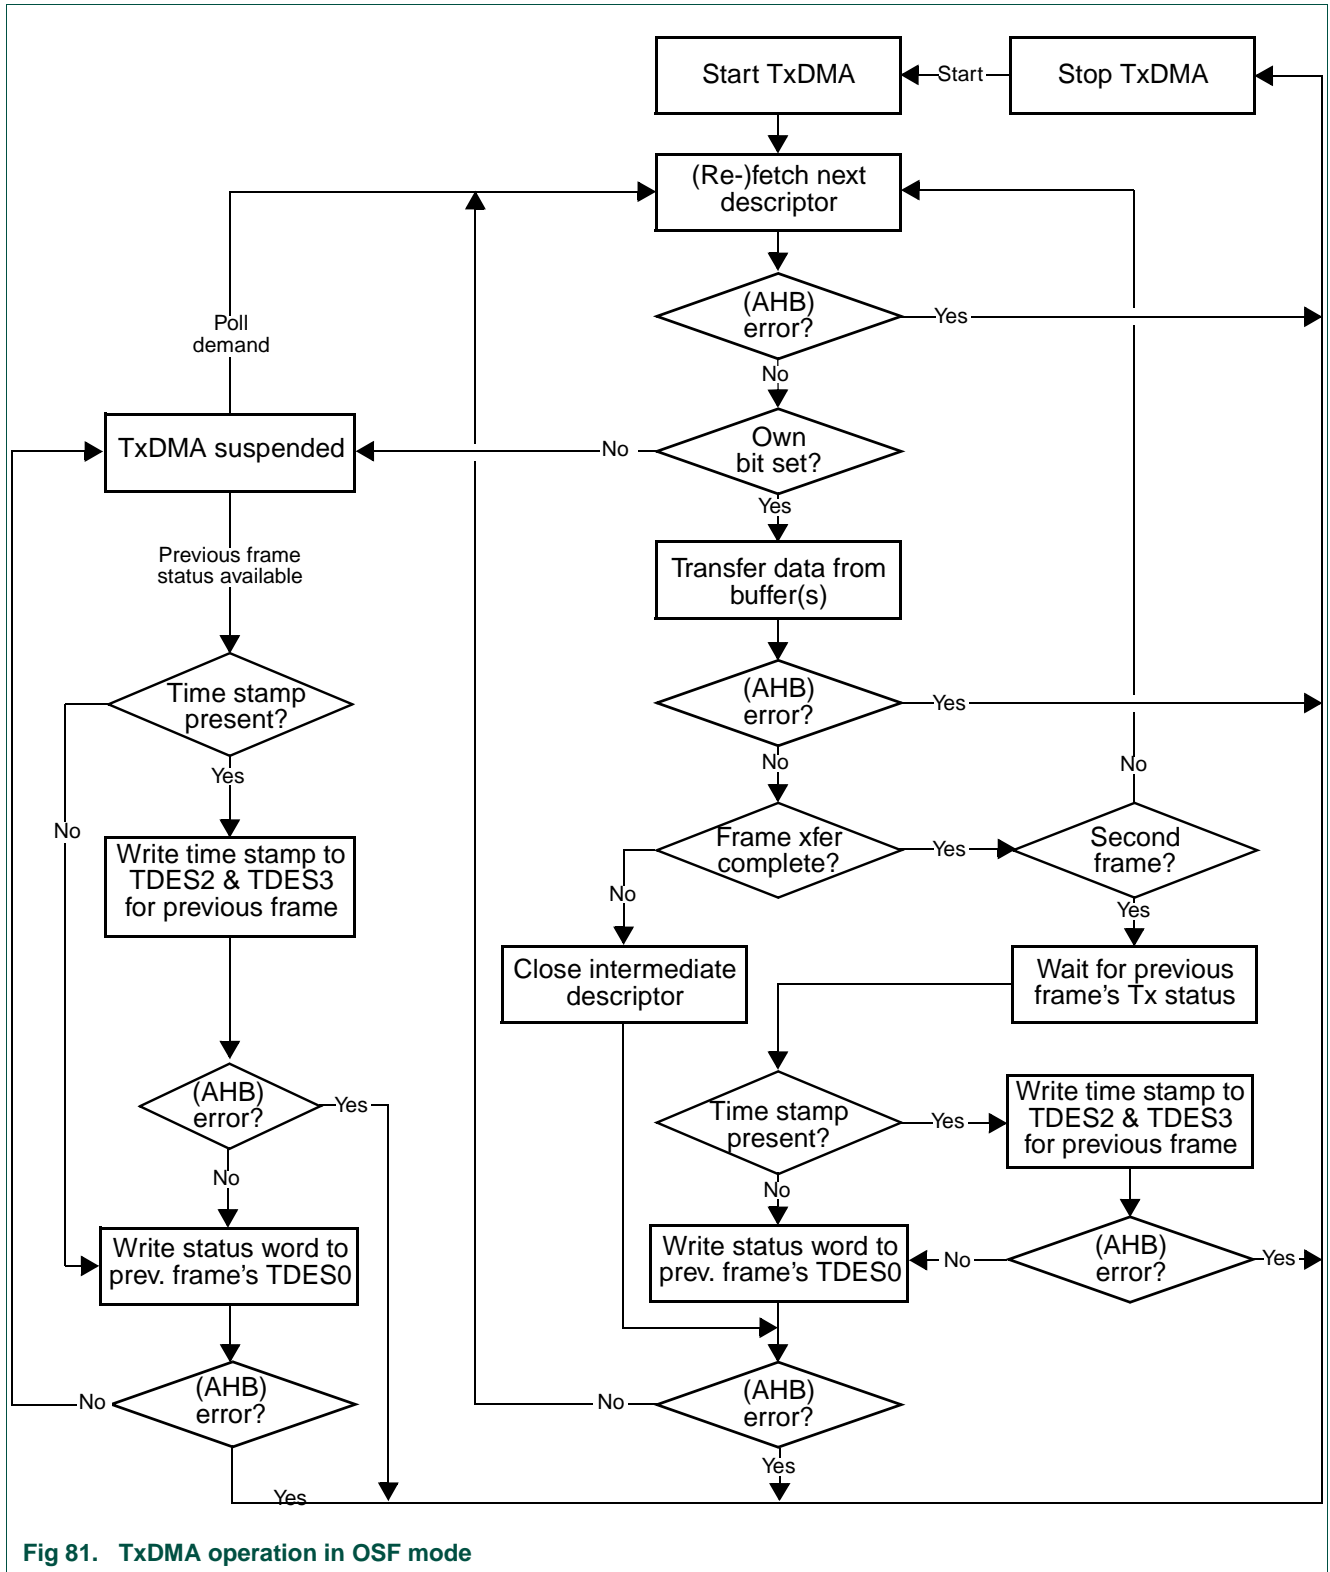 Start TxDMA
Start
Stop TxDMA
(Re-)fetch next
descriptor
(AHB)
error?
Yes
Poll
demand
No
TxDMA suspended
No
Own
bit set?
Yes
Previous frame
status available
Transfer data from
buffer(s)
Time stamp
present?
(AHB)
error?
Yes
No
No
Yes
No
Frame xfer
complete?
Yes
Second
frame?
Write time stamp to
TDES2 & TDES3
for previous frame
No
Yes
Close intermediate
descriptor
Wait for previous
frame's Tx status
(AHB)
error?
Yes
Time stamp
present?
Yes
Write time stamp to
TDES2 & TDES3
for previous frame
No
No
Write status word to
prev. frame's TDES0
Write status word to
prev. frame's TDES0
No
(AHB)
error?
Yes
No
(AHB)
error?
No
(AHB)
error?
Yes
Yes
Fig 81. TxDMA operation in OSF mode